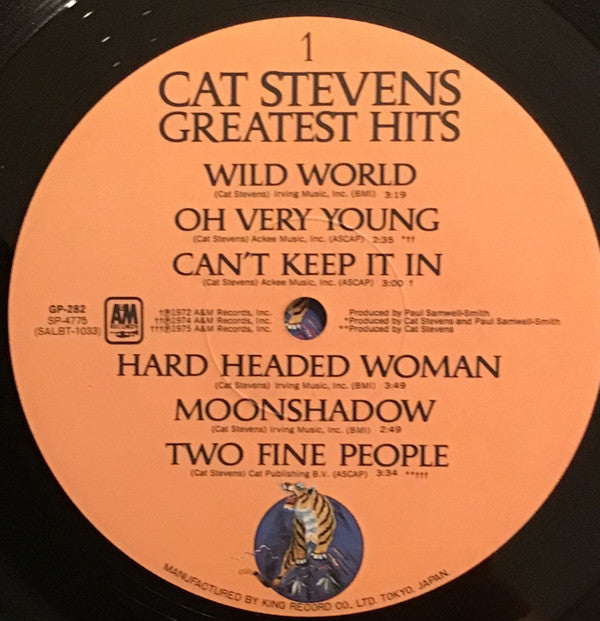 1
CAT STEVENS
GREATEST HITS
WILD WORLD
(Cat Stevens) Irving Music, Inc. (BMI) 3:19
OH VERY YOUNG
(Cat Stevens) Ackee Music, Inc. (ASCAP) 2:35 *††
CAN'T KEEP IT IN
(Cat Stevens) Ackee Music, Inc. (ASCAP) 3:00 †
GP-282
SP-4775
(SALBT-1033)
A&M
RECORDS
†℗1972 A&M Records, Inc.
††℗1974 A&M Records, Inc.
†††℗1975 A&M Records, Inc.
Produced by Paul Samwell-Smith
*Produced by Cat Stevens and Paul Samwell-Smith
**Produced by Cat Stevens
HARD HEADED WOMAN
(Cat Stevens) Irving Music, Inc. (BMI) 3:49
MOONSHADOW
(Cat Stevens) Irving Music, Inc. (BMI) 2:49
TWO FINE PEOPLE
(Cat Stevens) Cat Publishing B.V. (ASCAP) 3:34 **†††
MANUFACTURED BY KING RECORD CO., LTD. TOKYO, JAPAN.